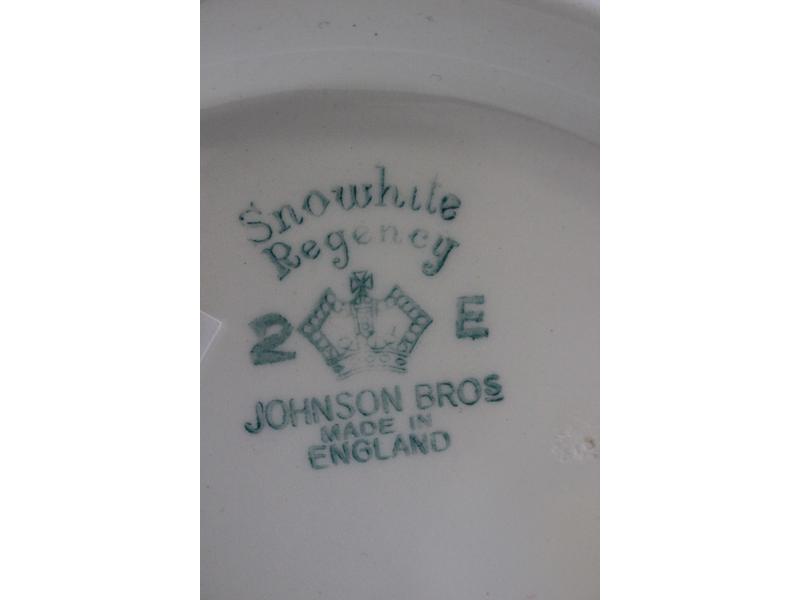 Snowhite
Regency
2 E
JOHNSON BROS
MADE IN
ENGLAND